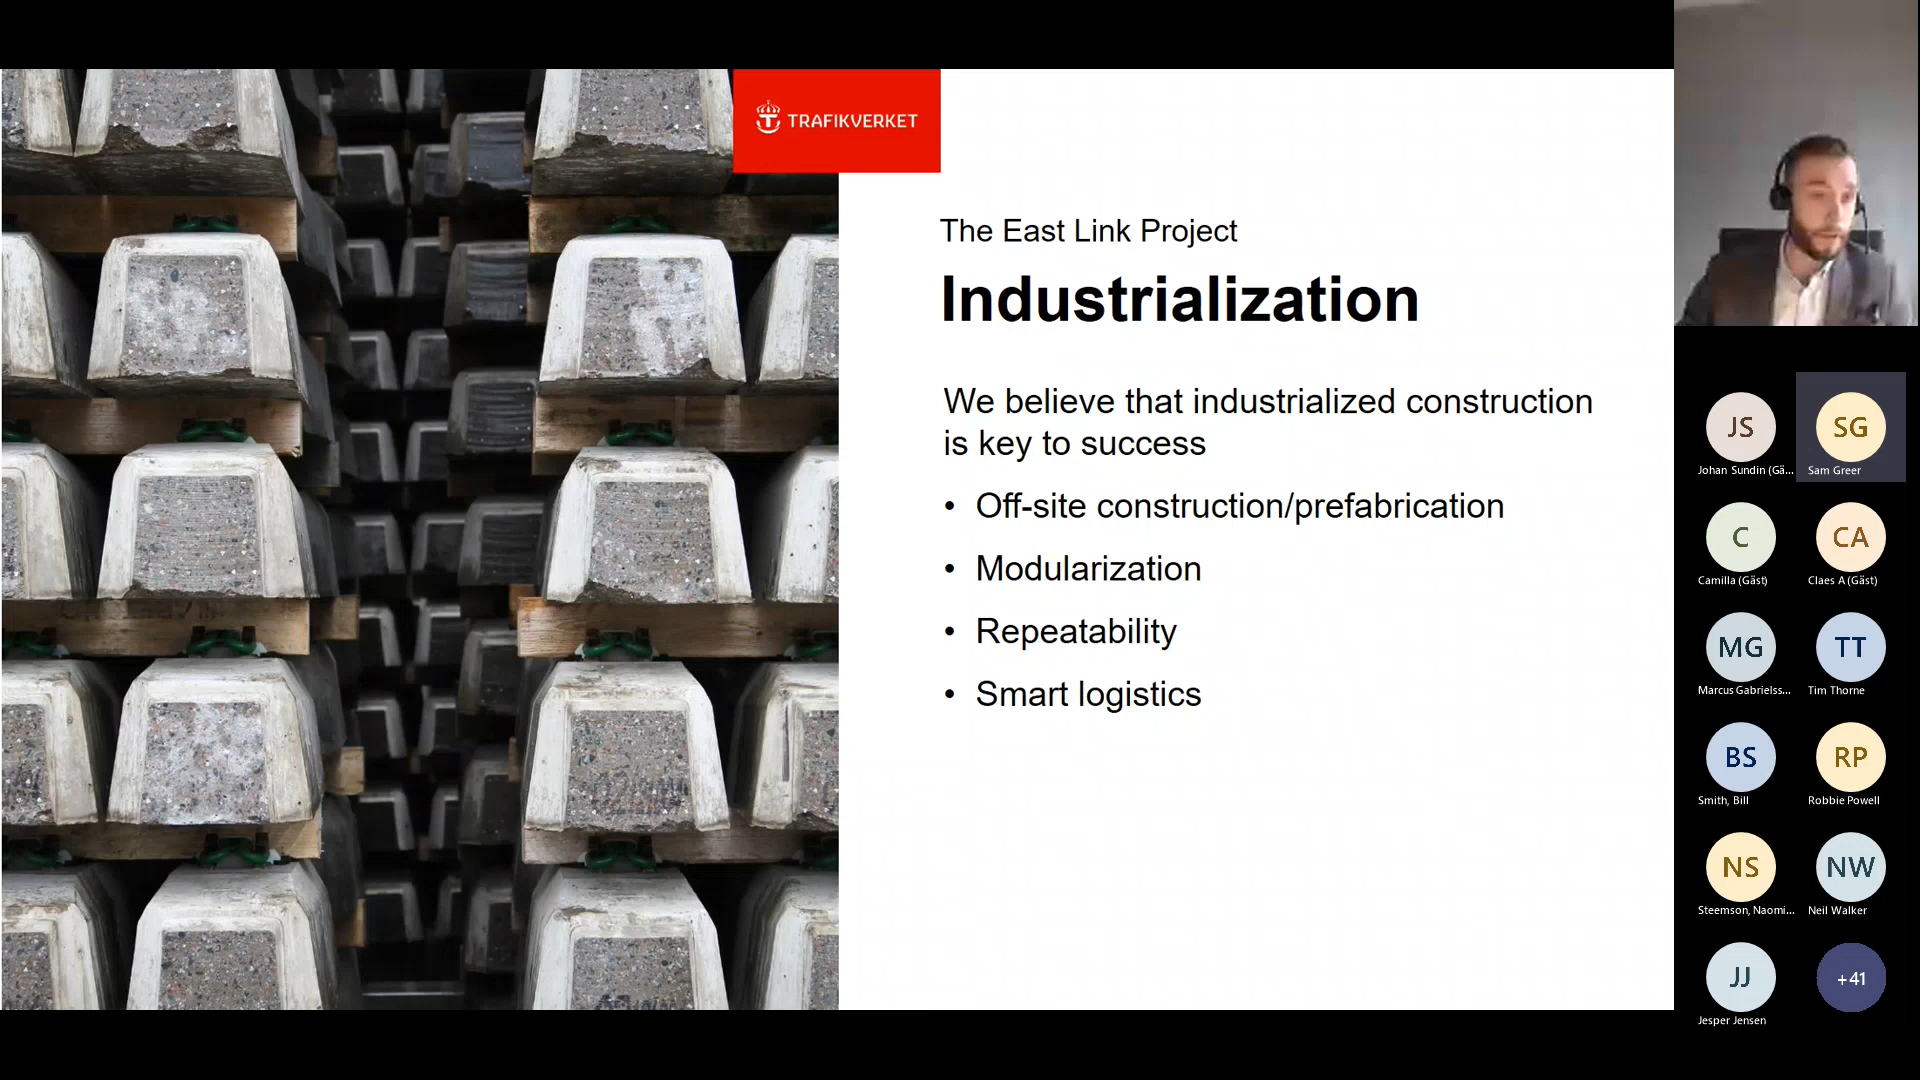 TRAFIKVERKET
The East Link Project
Industrialization
We believe that industrialized construction
is key to success
• Off-site construction/prefabrication
• Modularization
• Repeatability
• Smart logistics
JS
Johan Sundin (Gä...
SG
Sam Greer
C
Camilla (Gäst)
CA
Claes A (Gäst)
MG
Marcus Gabrielss...
TT
Tim Thorne
BS
Smith, Bill
RP
Robbie Powell
NS
Steemson, Naomi...
NW
Neil Walker
JJ
Jesper Jensen
+41